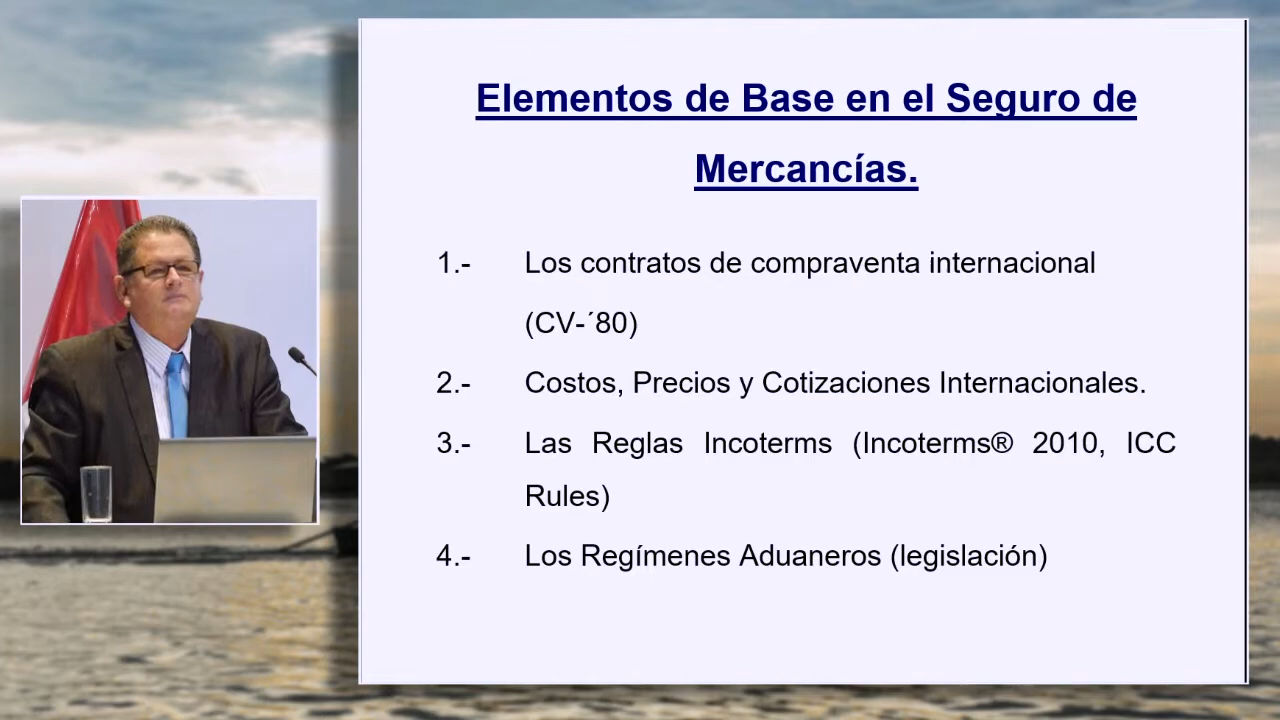 Elementos de Base en el Seguro de
Mercancías.
1.- Los contratos de compraventa internacional
(CV-´80)
2.- Costos, Precios y Cotizaciones Internacionales.
3.- Las Reglas Incoterms (Incoterms® 2010, ICC
Rules)
4.- Los Regímenes Aduaneros (legislación)